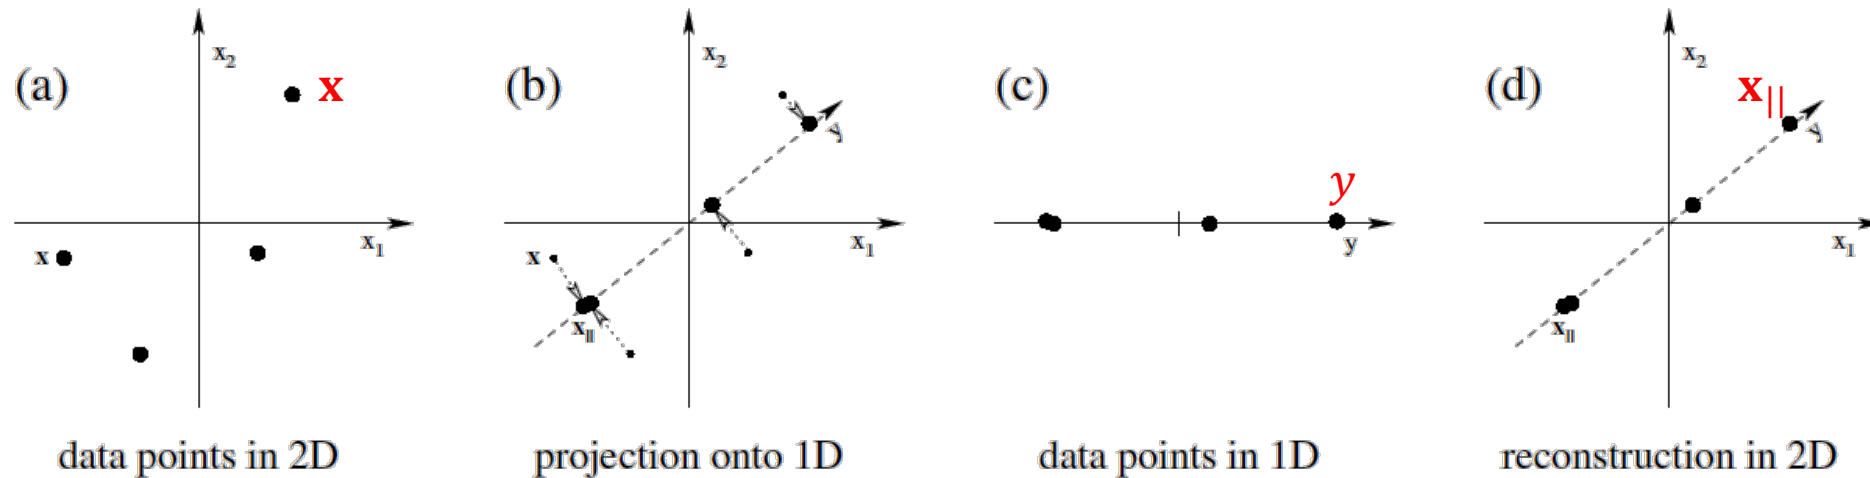 (a)
x₂
x
x₁
x
data points in 2D
(b)
x₂
y
x₁
x
x||
projection onto 1D
(c)
y
y
data points in 1D
(d)
x₂
x||
y
x₁
x||
reconstruction in 2D